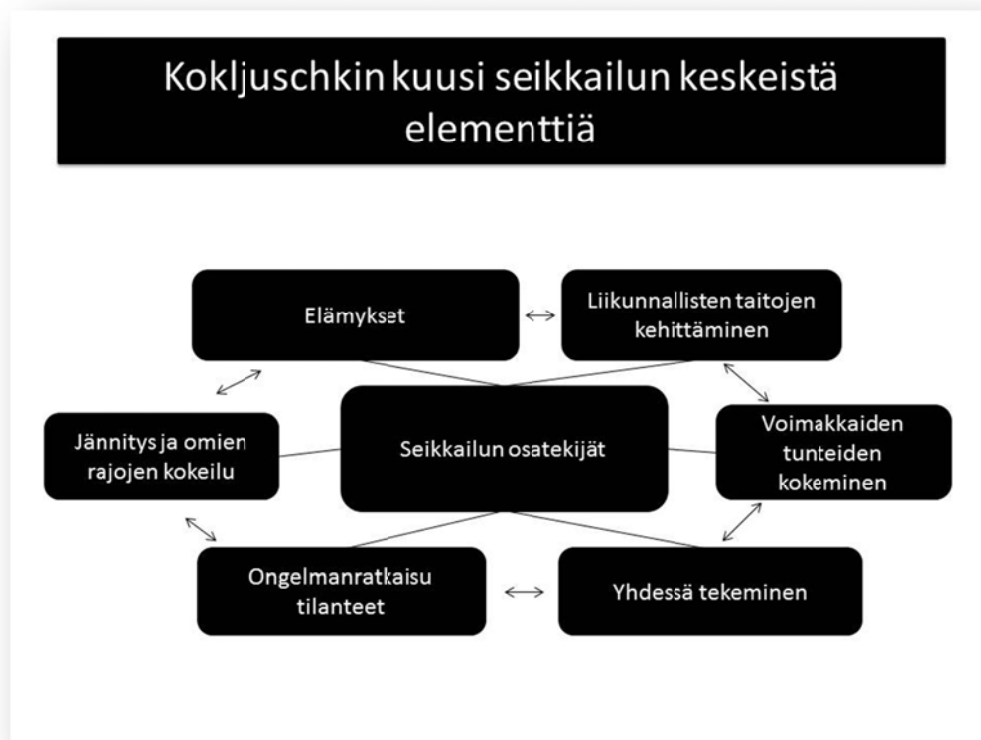 Kokljuschkin kuusi seikkailun keskeistä
elementtiä
Elämykset
Liikunnallisten taitojen
kehittäminen
Jännitys ja omien
rajojen kokeilu
Seikkailun osatekijät
Voimakkaiden
tunteiden
kokeminen
Ongelmanratkaisu
tilanteet
Yhdessä tekeminen